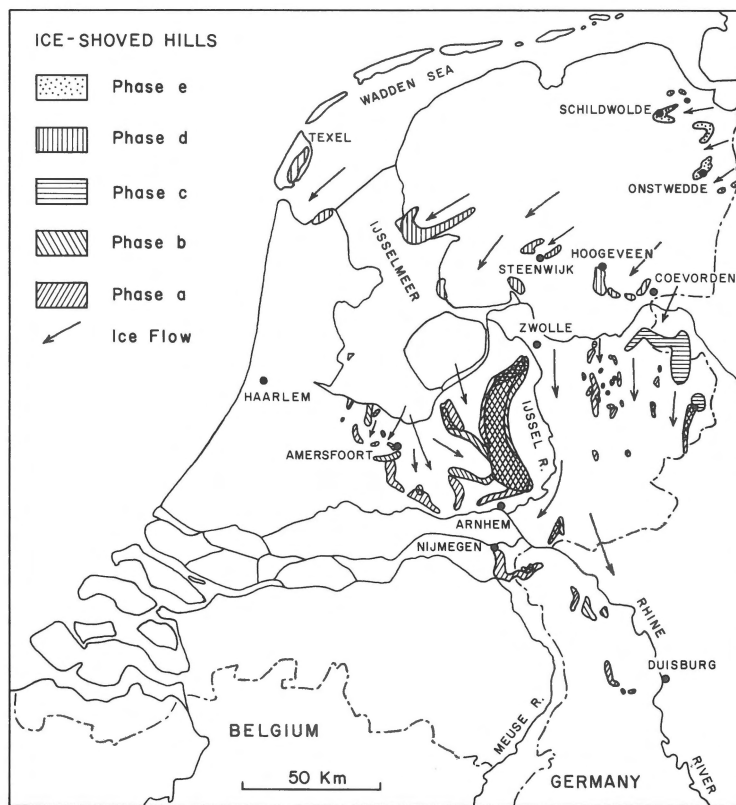 ICE-SHOVED HILLS
Phase e
Phase d
Phase c
Phase b
Phase a
Ice Flow
WADDEN SEA
TEXEL
SCHILDWOLDE
ONSTWEDDE
IJSSELMEER
STEENWIJK
HOOGEVEEN
COEVORDEN
ZWOLLE
HAARLEM
IJSSEL R.
AMERSFOORT
ARNHEM
NIJMEGEN
RHINE
DUISBURG
MEUSE R.
BELGIUM
50 Km
GERMANY
RIVER